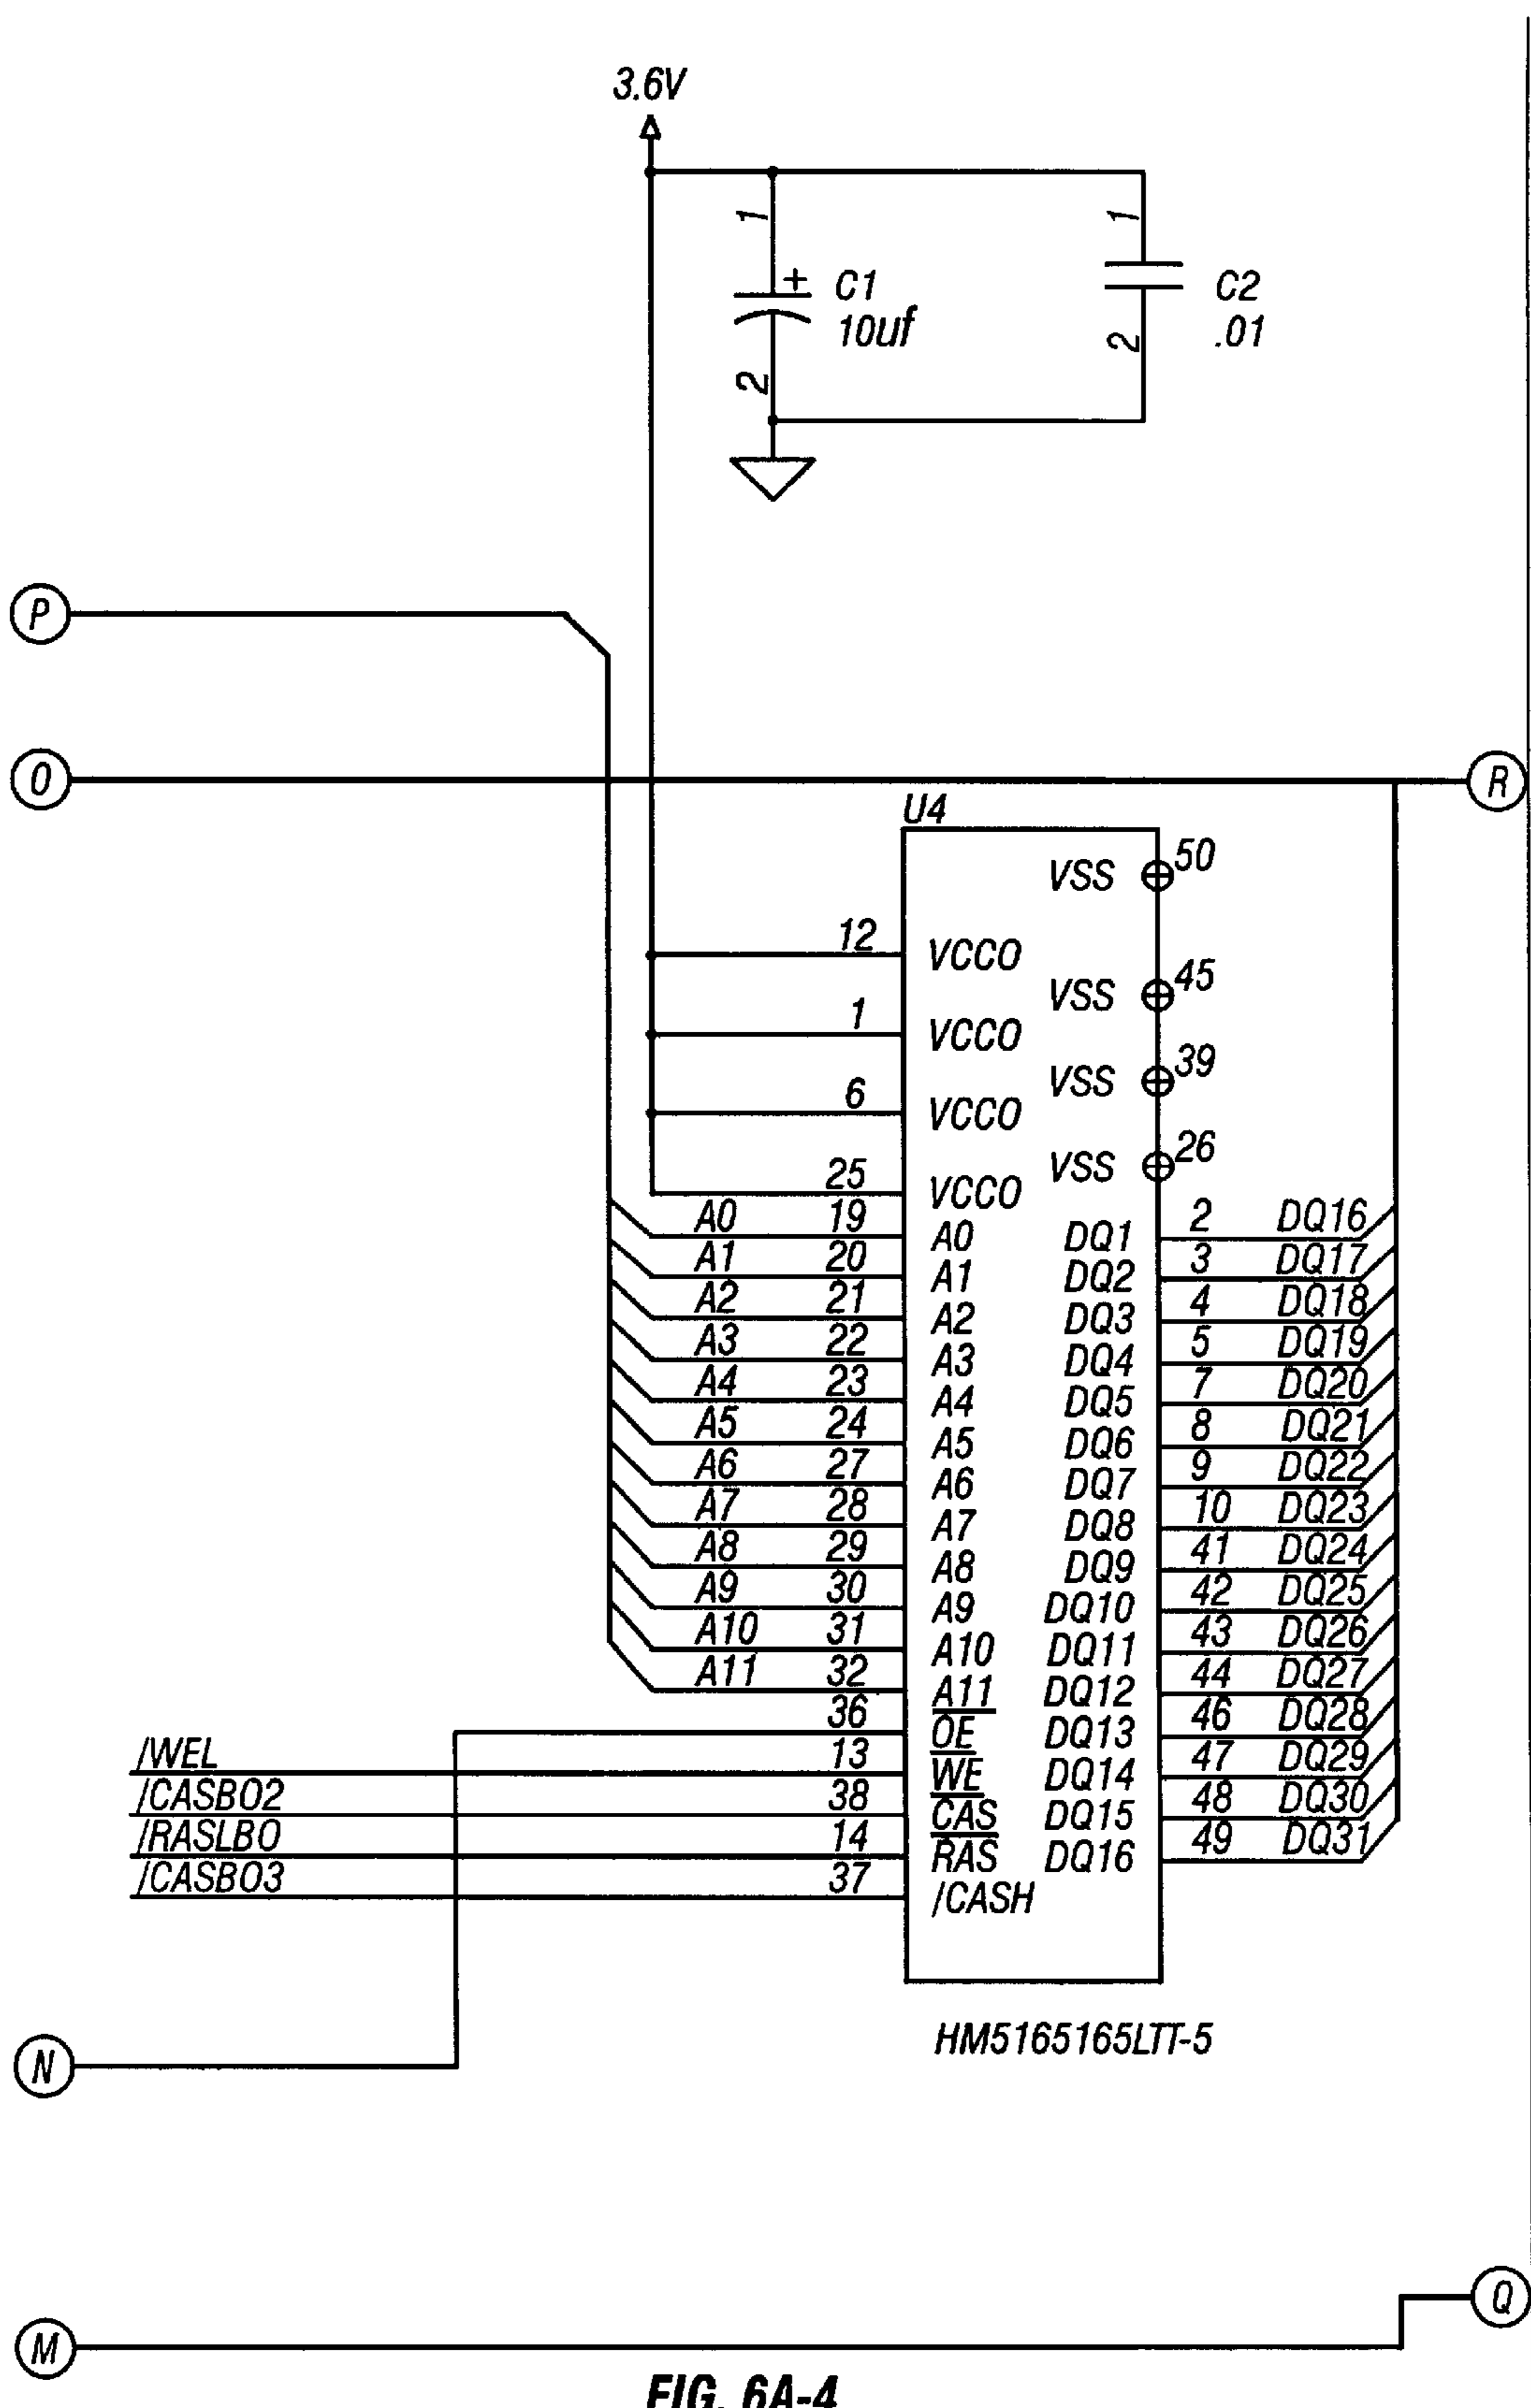 3.6V
1
1
+ C1
10uf
C2
.01
2
2
P
O
R
U4
VSS 50
12 VCCO
VSS 45
1 VCCO
VSS 39
6 VCCO
VSS 26
25 VCCO
A0 19 A0 DQ1 2 DQ16
A1 20 A1 DQ2 3 DQ17
A2 21 A2 DQ3 4 DQ18
A3 22 A3 DQ4 5 DQ19
A4 23 A4 DQ5 7 DQ20
A5 24 A5 DQ6 8 DQ21
A6 27 A6 DQ7 9 DQ22
A7 28 A7 DQ8 10 DQ23
A8 29 A8 DQ9 41 DQ24
A9 30 A9 DQ10 42 DQ25
A10 31 A10 DQ11 43 DQ26
A11 32 A11 DQ12 44 DQ27
36 OE DQ13 46 DQ28
/WEL 13 WE DQ14 47 DQ29
/CASBO2 38 CAS DQ15 48 DQ30
/RASLBO 14 RAS DQ16 49 DQ31
/CASBO3 37 /CASH
HM5165165LTT-5
N
Q
M
FIG. 6A-4